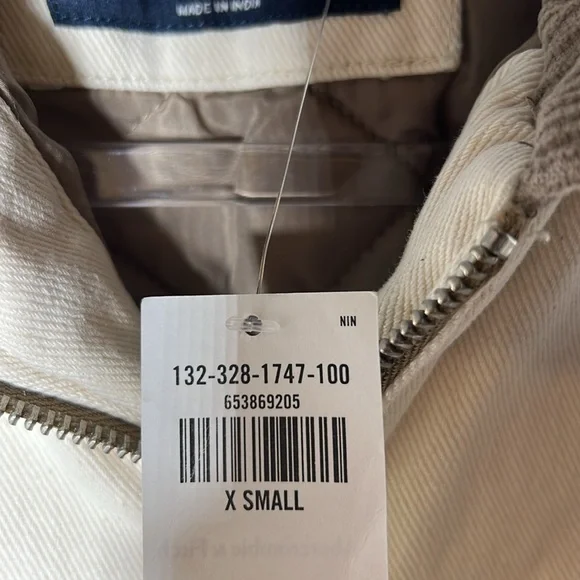 MADE IN INDIA
NIN
132-328-1747-100
653869205
X SMALL